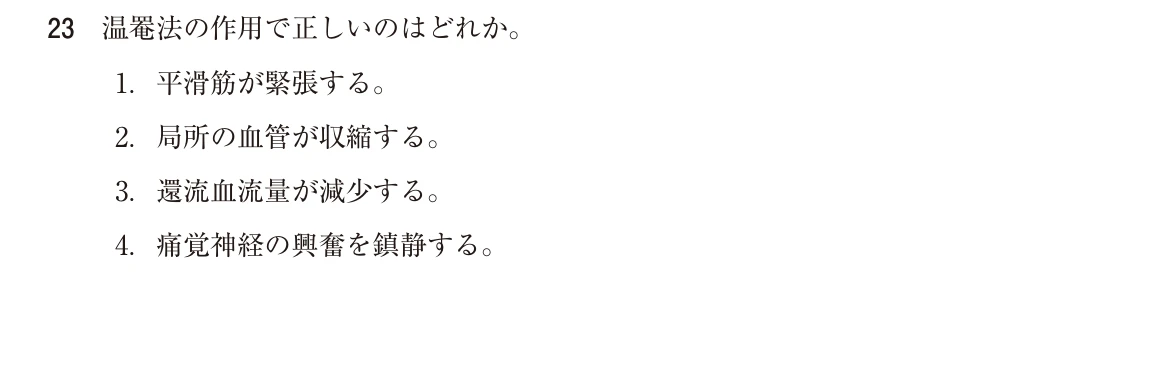 23 温罨法の作用で正しいのはどれか。
1. 平滑筋が緊張する。
2. 局所の血管が収縮する。
3. 還流血流量が減少する。
4. 痛覚神経の興奮を鎮静する。